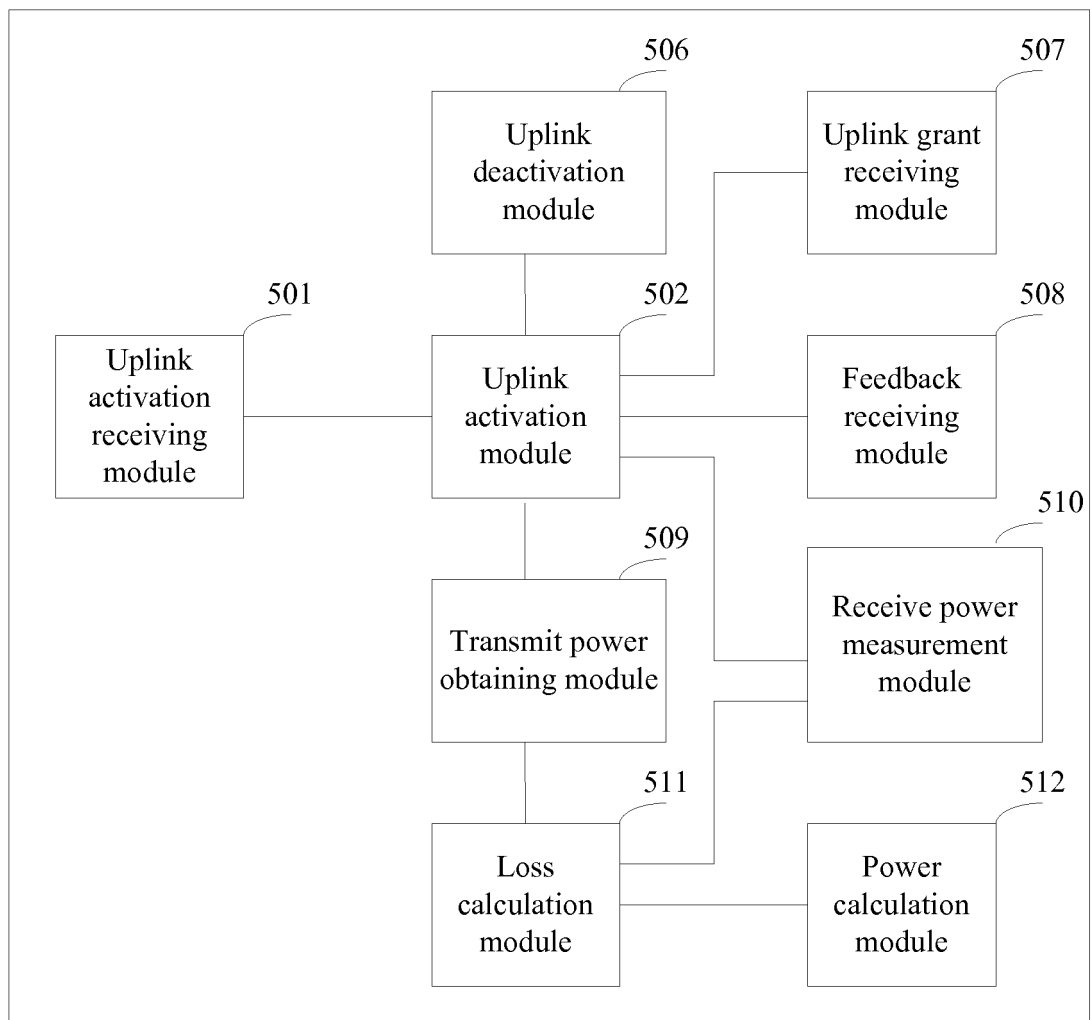 506
Uplink
deactivation
module
507
Uplink grant
receiving
module
501
Uplink
activation
receiving
module
502
Uplink
activation
module
508
Feedback
receiving
module
509
Transmit power
obtaining module
510
Receive power
measurement
module
511
Loss
calculation
module
512
Power
calculation
module